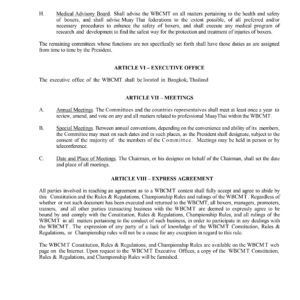 H. Medical Advisory Board. Shall advise the WBCMT on all matters pertaining to the health and safety
of boxers, and shall advise Muay Thai federations to the extent possible, of all preferred and/or
necessary procedures to enhance the safety of boxers, and shall execute any medical program of
research and development to find the safest way for the protection and treatment of injuries of boxers.
The remaining committees whose functions are not specifically set forth shall have those duties as are assigned
from time to time by the President.
ARTICLE VI – EXECUTIVE OFFICE
The executive office of the WBCMT shall be located in Bangkok, Thailand
ARTICLE VII – MEETINGS
A. Annual Meetings. The Committees and the countries representatives shall meet at least once a year to
review, amend, and vote on any and all matters related to professional MuayThai within the WBCMT.
B. Special Meetings. Between annual conventions, depending on the convenience and ability of its members,
the Committee may meet on such dates and in such places, as the President shall designate, subject to the
consent of the majority of the members of the Committee. Meetings may be held in person or by
teleconference.
C. Date and Place of Meetings. The Chairman, or his designee on behalf of the Chairman, shall set the date
and place of all meetings.
ARTICLE VIII – EXPRESS AGREEMENT
All parties involved in reaching an agreement as to a WBCMT contest shall fully accept and agree to abide by
this Constitution and the Rules & Regulations, Championship Rules and rulings of the WBCMT. Regardless of
whether or not such document has been executed and returned to the WBCMT, all boxers, managers, promoters,
trainers, and all other parties transacting business with the WBCMT are deemed to expressly agree to be
bound by and comply with the Constitution, Rules & Regulations, Championship Rules, and all rulings of the
WBCMT in all matters pertaining to the conduct of such business, in order to participate in any dealings with
the WBCMT. The expression of any party of a lack of knowledge of the WBCMT Constitution, Rules &
Regulations, or Championship rules will not be a cause for any exception in regard to this rule.
The WBCMT Constitution, Rules & Regulations, and Championship Rules are available on the WBCMT web
page on the Internet. Upon request to the WBCMT Executive Offices, a copy of the WBCMT Constitution,
Rules & Regulations, and Championship Rules will be furnished.